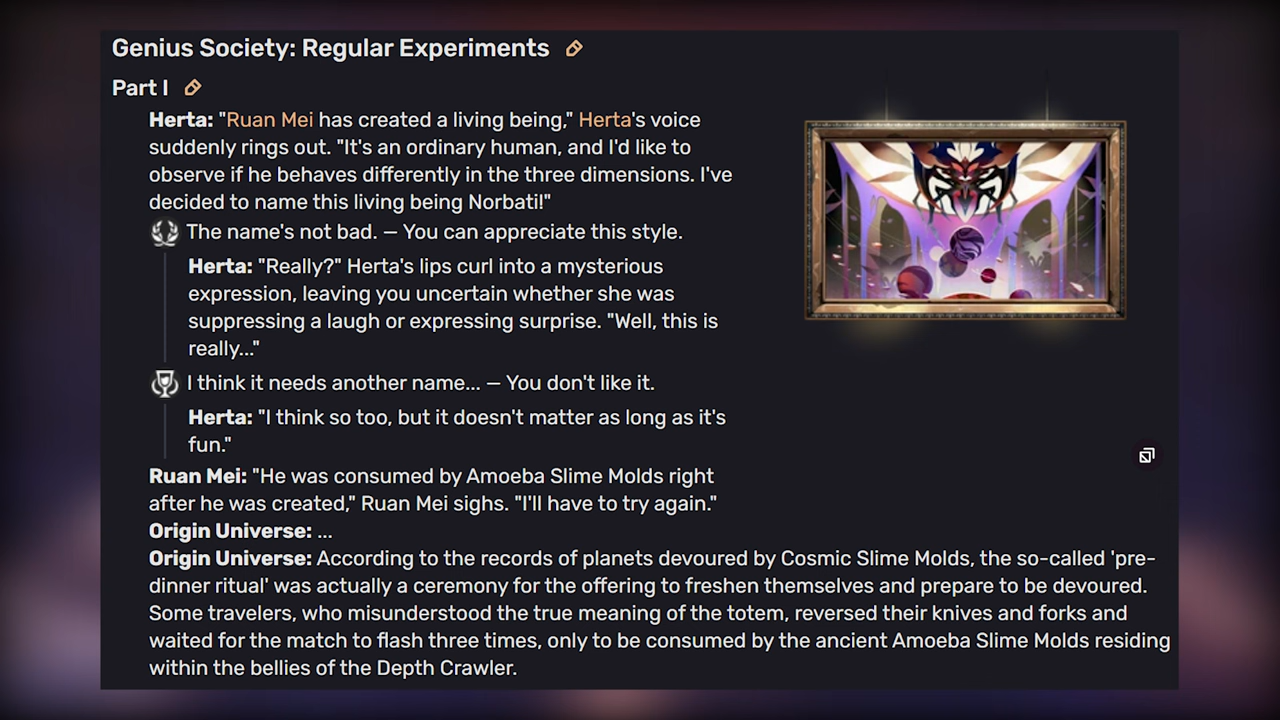 Genius Society: Regular Experiments
Part I
Herta: "Ruan Mei has created a living being," Herta's voice
suddenly rings out. "It's an ordinary human, and I'd like to
observe if he behaves differently in the three dimensions. I've
decided to name this living being Norbati!"
The name's not bad. — You can appreciate this style.
Herta: "Really?" Herta's lips curl into a mysterious
expression, leaving you uncertain whether she was
suppressing a laugh or expressing surprise. "Well, this is
really..."
I think it needs another name... — You don't like it.
Herta: "I think so too, but it doesn't matter as long as it's
fun."
Ruan Mei: "He was consumed by Amoeba Slime Molds right
after he was created," Ruan Mei sighs. "I'll have to try again."
Origin Universe: ...
Origin Universe: According to the records of planets devoured by Cosmic Slime Molds, the so-called 'pre-
dinner ritual' was actually a ceremony for the offering to freshen themselves and prepare to be devoured.
Some travelers, who misunderstood the true meaning of the totem, reversed their knives and forks and
waited for the match to flash three times, only to be consumed by the ancient Amoeba Slime Molds residing
within the bellies of the Depth Crawler.